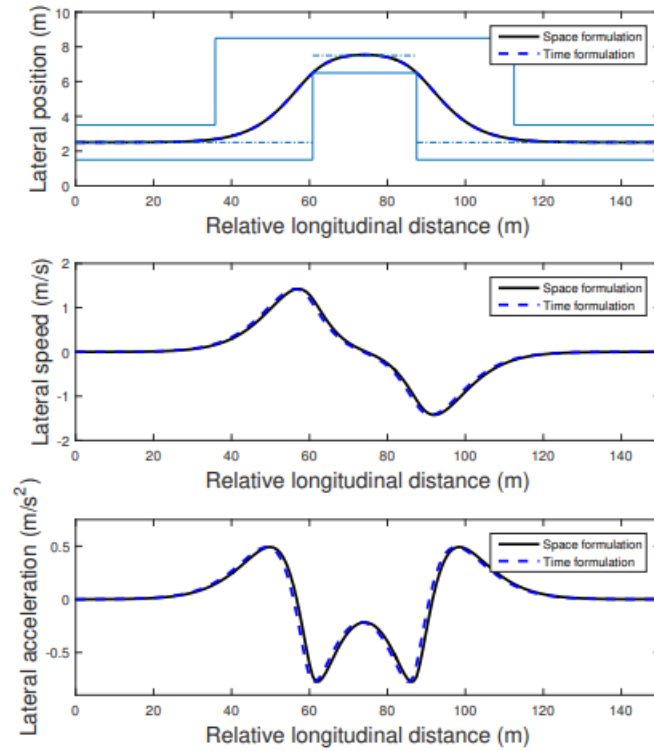 Lateral position (m)
10
8
6
4
2
0
Space formulation
Time formulation
0 20 40 60 80 100 120 140
Relative longitudinal distance (m)
Lateral speed (m/s)
2
1
0
-1
-2
Space formulation
Time formulation
0 20 40 60 80 100 120 140
Relative longitudinal distance (m)
Lateral acceleration (m/s²)
0.5
0
-0.5
Space formulation
Time formulation
0 20 40 60 80 100 120 140
Relative longitudinal distance (m)